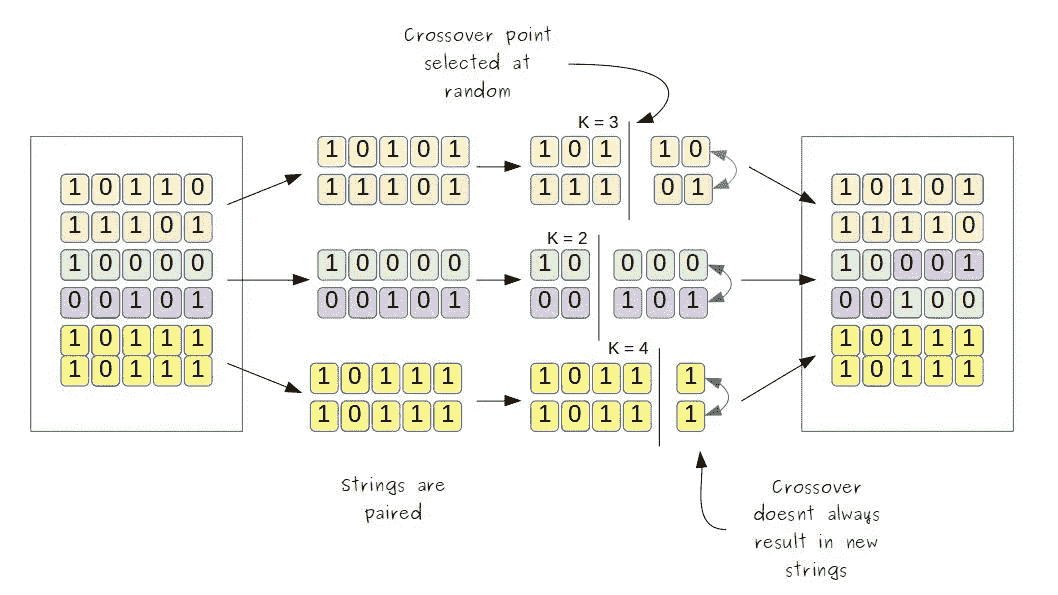 Crossover point
selected at
random
K = 3
1 0 1 0 1
1 0 1
1 0
1 1 1 0 1
1 1 1
0 1
1 0 1 1 0
1 1 1 0 1
1 0 0 0 0
0 0 1 0 1
1 0 1 1 1
1 0 1 1 1
K = 2
1 0 0 0 0
1 0
0 0 0
0 0 1 0 1
0 0
1 0 1
K = 4
1 0 1 1 1
1 0 1 1
1
1 0 1 1 1
1 0 1 1
1
1 0 1 0 1
1 1 1 1 0
1 0 0 0 1
0 0 1 0 0
1 0 1 1 1
1 0 1 1 1
Strings are
paired
Crossover
doesnt always
result in new
strings